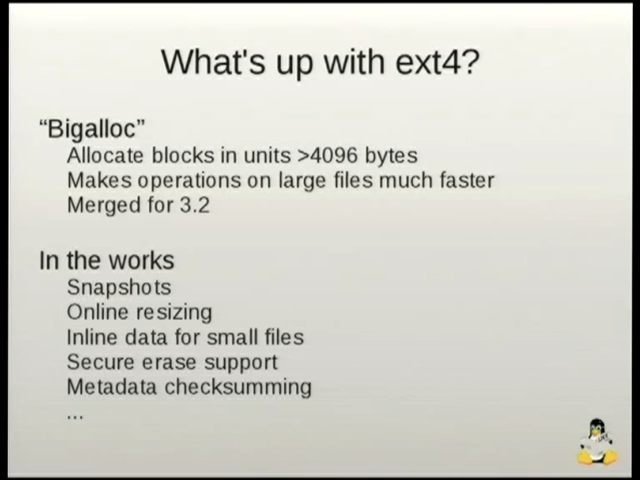 What's up with ext4?
“Bigalloc”
Allocate blocks in units >4096 bytes
Makes operations on large files much faster
Merged for 3.2
In the works
Snapshots
Online resizing
Inline data for small files
Secure erase support
Metadata checksumming
...